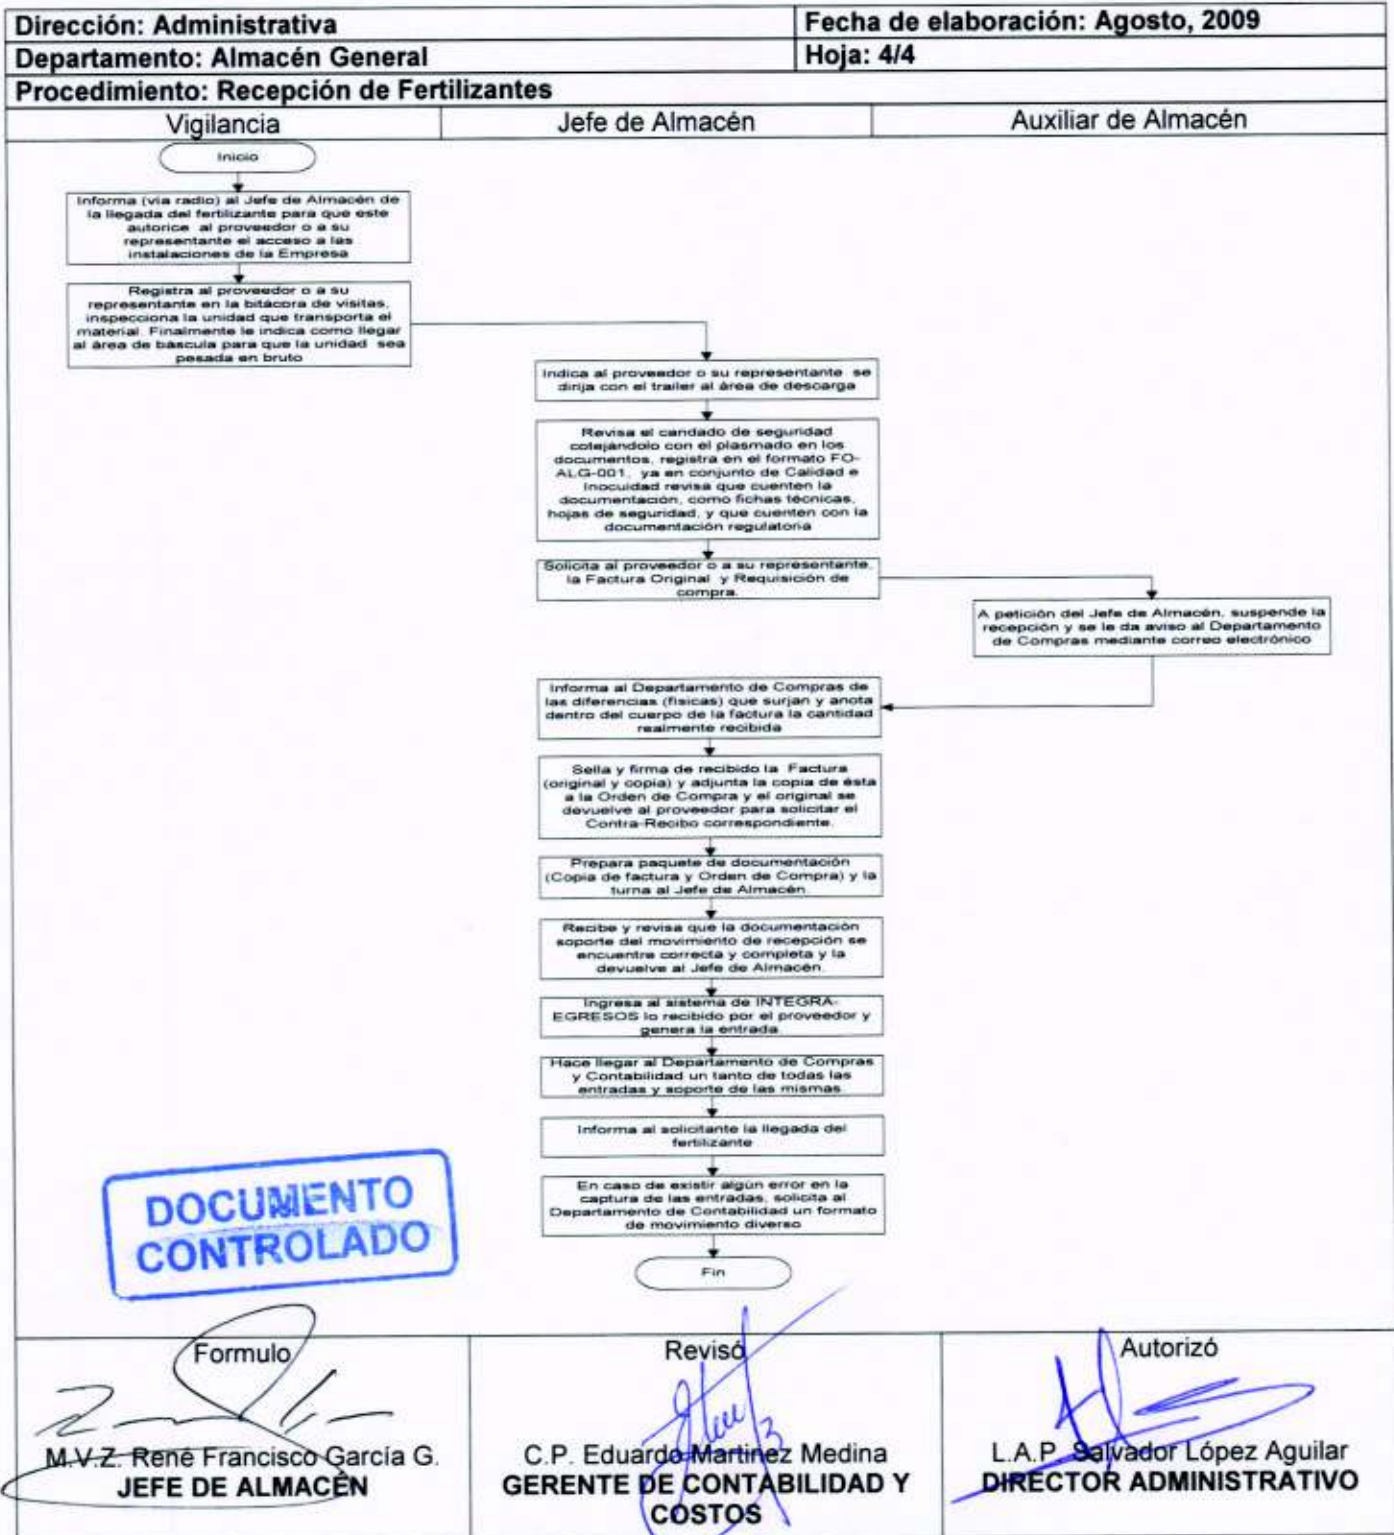 Dirección: Administrativa
Fecha de elaboración: Agosto, 2009
Departamento: Almacén General
Hoja: 4/4
Procedimiento: Recepción de Fertilizantes
Vigilancia
Jefe de Almacén
Auxiliar de Almacén
Inicio
Informa (via radio) al Jefe de Almacén de
la llegada del fertilizante para que este
autorice al proveedor o a su
representante el acceso a las
instalaciones de la Empresa
Registra al proveedor o a su
representante en la bitácora de visitas,
inspecciona la unidad que transporta el
material. Finalmente le indica como llegar
al área de báscula para que la unidad sea
pesada en bruto
Indica al proveedor o su representante se
dirija con el trailer al área de descarga
Revisa el candado de seguridad
cotejándolo con el plasmado en los
documentos, registra en el formato FO-
ALG-001, ya en conjunto de Calidad e
Inocuidad revisa que cuenten la
documentación, como fichas técnicas,
hojas de seguridad, y que cuenten con la
documentación regulatoria
Solicita al proveedor o a su representante,
la Factura Original y Requisición de
compra.
A petición del Jefe de Almacén, suspende la
recepción y se le da aviso al Departamento
de Compras mediante correo electrónico
Informa al Departamento de Compras de
las diferencias (fisicas) que surjan y anota
dentro del cuerpo de la factura la cantidad
realmente recibida
Sella y firma de recibido la Factura
(original y copia) y adjunta la copia de ésta
a la Orden de Compra y el original se
devuelve al proveedor para solicitar el
Contra-Recibo correspondiente.
Prepara paquete de documentación
(Copia de factura y Orden de Compra) y la
turna al Jefe de Almacén.
Recibe y revisa que la documentación
soporte del movimiento de recepción se
encuentre correcta y completa y la
devuelve al Jefe de Almacén.
Ingresa al sistema de INTEGRA-
EGRESOS lo recibido por el proveedor y
genera la entrada.
Hace llegar al Departamento de Compras
y Contabilidad un tanto de todas las
entradas y soporte de las mismas.
Informa al solicitante la llegada del
fertilizante
En caso de existir algún error en la
captura de las entradas, solicita al
Departamento de Contabilidad un formato
de movimiento diverso
Fin
DOCUMENTO
CONTROLADO
Formulo
Revisó
Autorizó
M.V.Z. René Francisco García G.
JEFE DE ALMACÉN
C.P. Eduardo Martinez Medina
GERENTE DE CONTABILIDAD Y
COSTOS
L.A.P. Salvador López Aguilar
DIRECTOR ADMINISTRATIVO